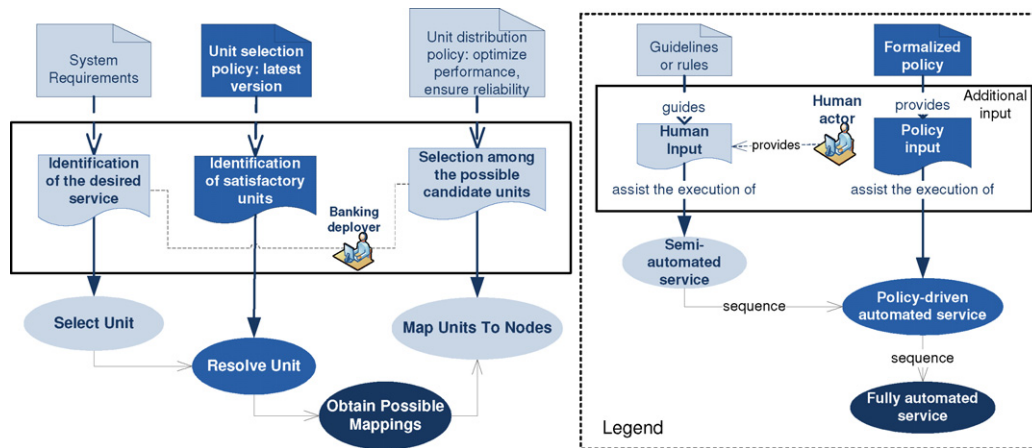 System
Requirements
Unit selection
policy: latest
version
Unit distribution
policy: optimize
performance,
ensure reliability
Identification
of the desired
service
Identification
of satisfactory
units
Selection among
the possible
candidate units
Banking
deployer
Select Unit
Resolve Unit
Obtain Possible
Mappings
Map Units To Nodes
Guidelines
or rules
Formalized
policy
guides
Human
actor
provides
Additional
input
Human
Input
provides
Policy
input
assist the execution of
assist the execution of
Semi-
automated
service
sequence
Policy-driven
automated service
sequence
Fully automated
service
Legend